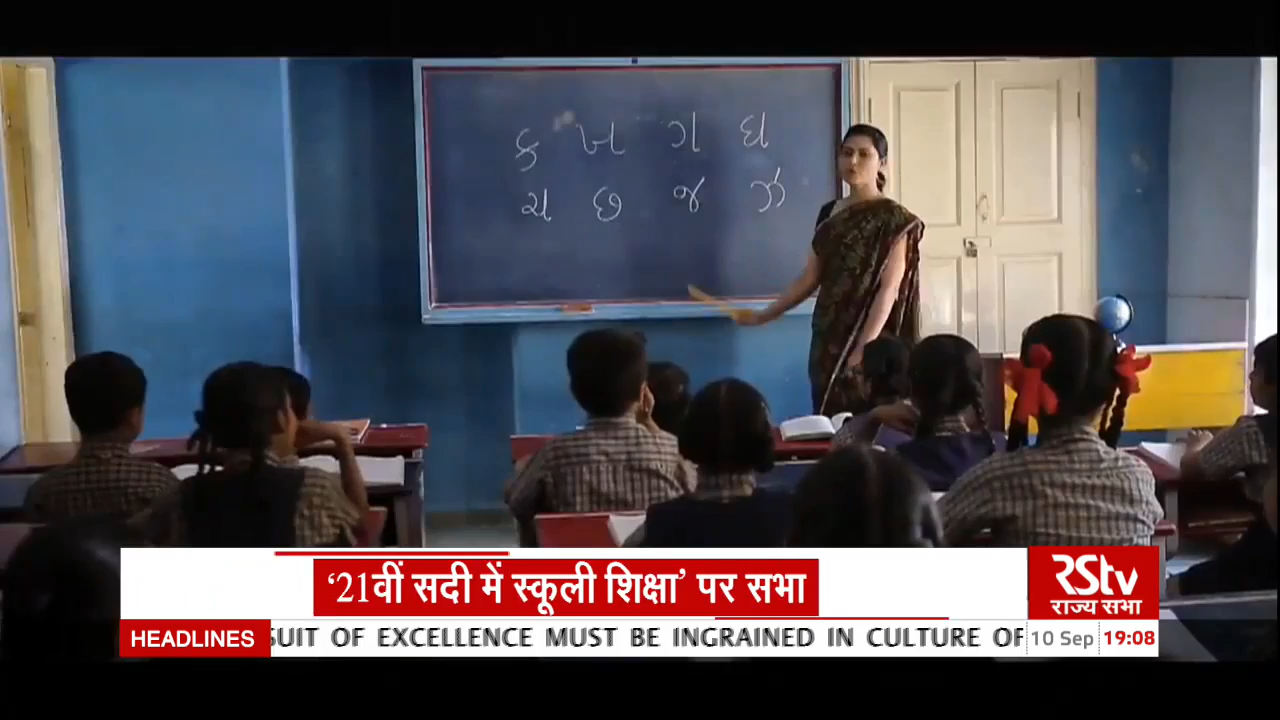 ક ખ ગ ઘ
ચ છ જ ઝ
‘21वीं सदी में स्कूली शिक्षा’ पर सभा
RStv
राज्य सभा
HEADLINES
SUIT OF EXCELLENCE MUST BE INGRAINED IN CULTURE OF
10 Sep 19:08